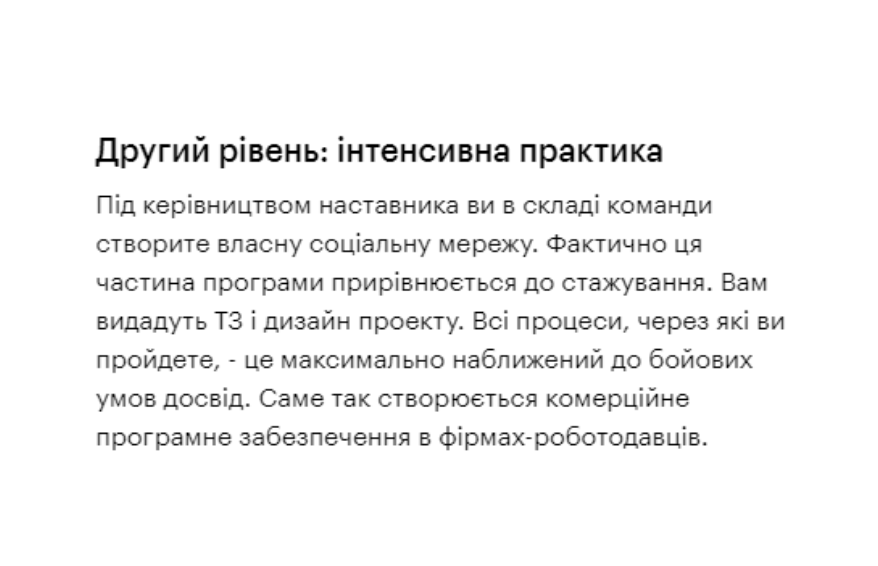 Другий рівень: інтенсивна практика
Під керівництвом наставника ви в складі команди
створите власну соціальну мережу. Фактично ця
частина програми прирівнюється до стажування. Вам
видадуть ТЗ і дизайн проекту. Всі процеси, через які ви
пройдете, - це максимально наближений до бойових
умов досвід. Саме так створюється комерційне
програмне забезпечення в фірмах-роботодавців.